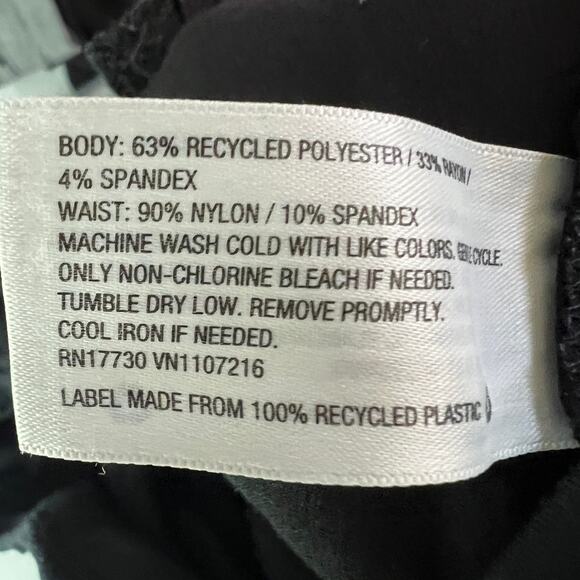 BODY: 63% RECYCLED POLYESTER / 33% RAYON /
4% SPANDEX
WAIST: 90% NYLON / 10% SPANDEX
MACHINE WASH COLD WITH LIKE COLORS. CYCLE.
ONLY NON-CHLORINE BLEACH IF NEEDED.
TUMBLE DRY LOW. REMOVE PROMPTLY.
COOL IRON IF NEEDED.
RN17730 VN1107216
LABEL MADE FROM 100% RECYCLED PLASTIC